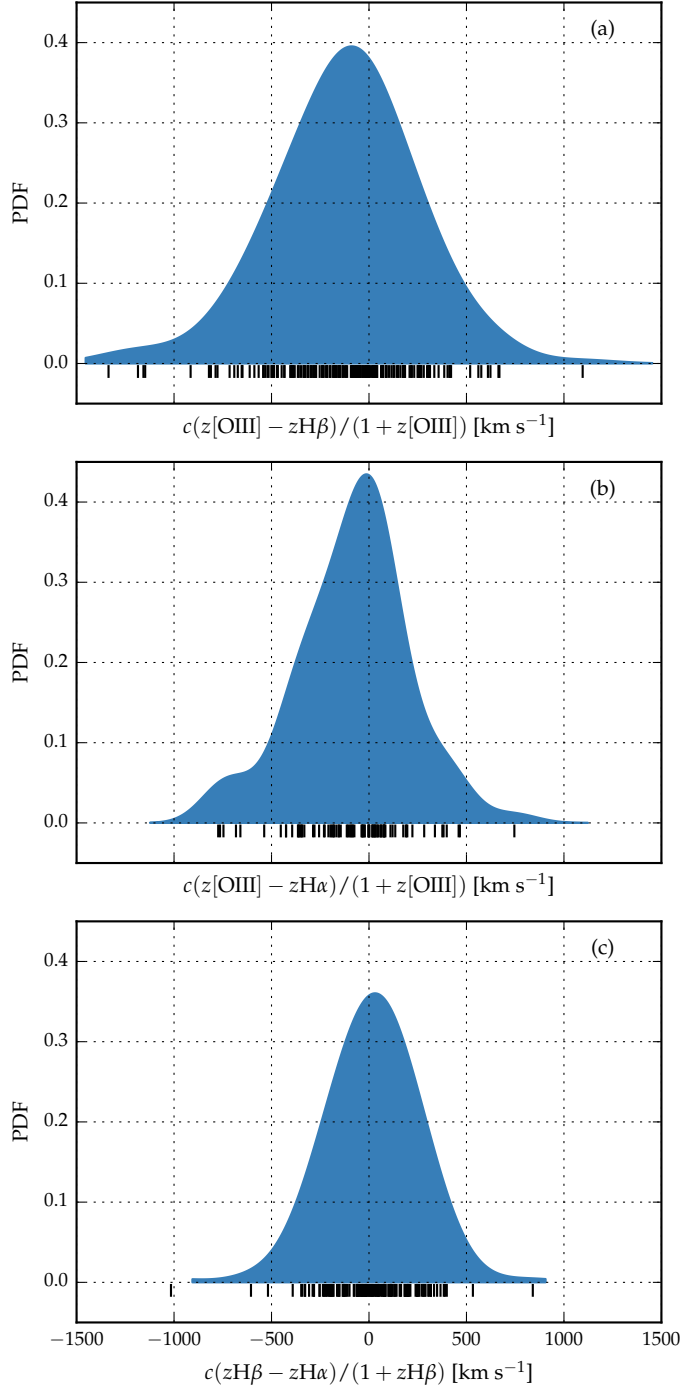 (a)
0.4
0.3
0.2
0.1
0.0
PDF
c(z[OIII] − zHβ)/(1 + z[OIII]) [km s⁻¹]
(b)
0.4
0.3
0.2
0.1
0.0
PDF
c(z[OIII] − zHα)/(1 + z[OIII]) [km s⁻¹]
(c)
0.4
0.3
0.2
0.1
0.0
PDF
−1500 −1000 −500 0 500 1000 1500
c(zHβ − zHα)/(1 + zHβ) [km s⁻¹]